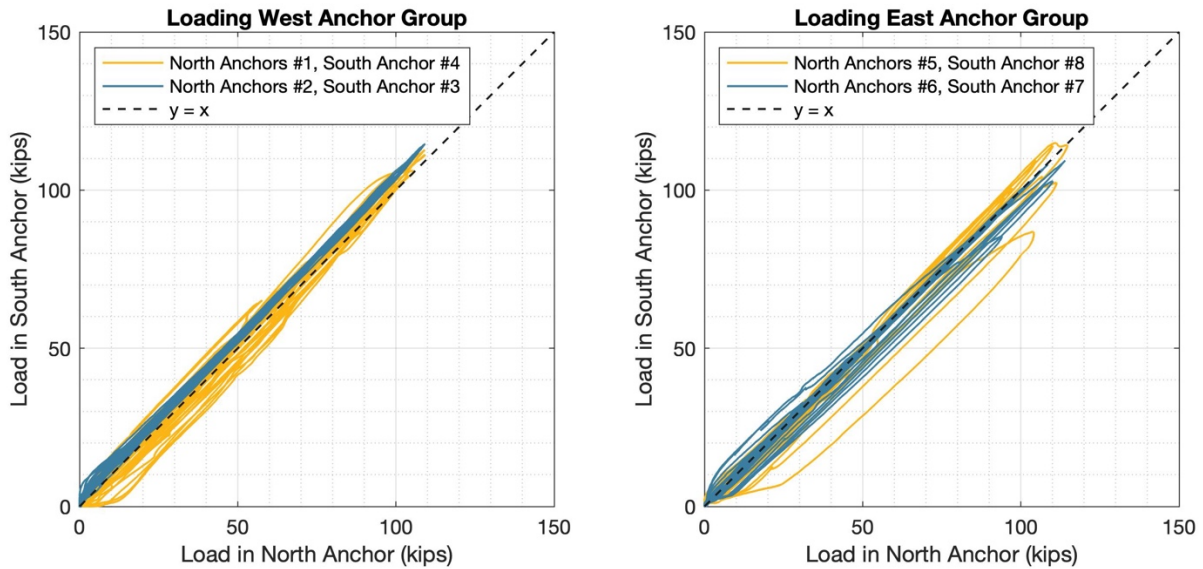 Loading West Anchor Group
150
100
50
0
0
50
100
150
Load in South Anchor (kips)
Load in North Anchor (kips)
North Anchors #1, South Anchor #4
North Anchors #2, South Anchor #3
y = x
Loading East Anchor Group
150
100
50
0
0
50
100
150
Load in South Anchor (kips)
Load in North Anchor (kips)
North Anchors #5, South Anchor #8
North Anchors #6, South Anchor #7
y = x